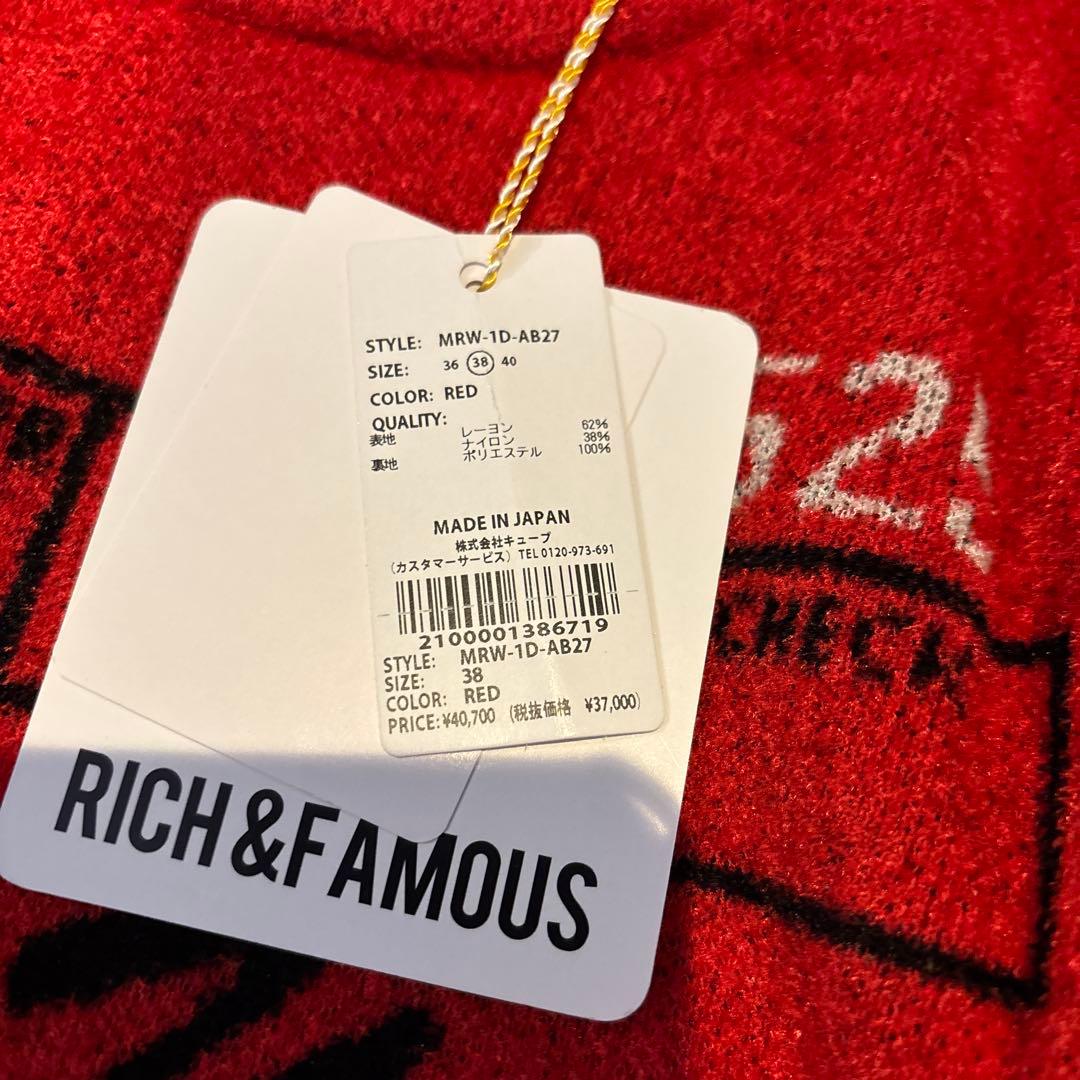 STYLE: MRW-1D-AB27
SIZE: 36 38 40
COLOR: RED
QUALITY:
表地 レーヨン 62%
ナイロン 38%
裏地 ポリエステル 100%
MADE IN JAPAN
株式会社キューブ
(カスタマーサービス) TEL 0120-973-691
2100001386719
STYLE: MRW-1D-AB27
SIZE: 38
COLOR: RED
PRICE: ¥40,700 (税抜価格 ¥37,000)
RICH&FAMOUS
52
CHECK